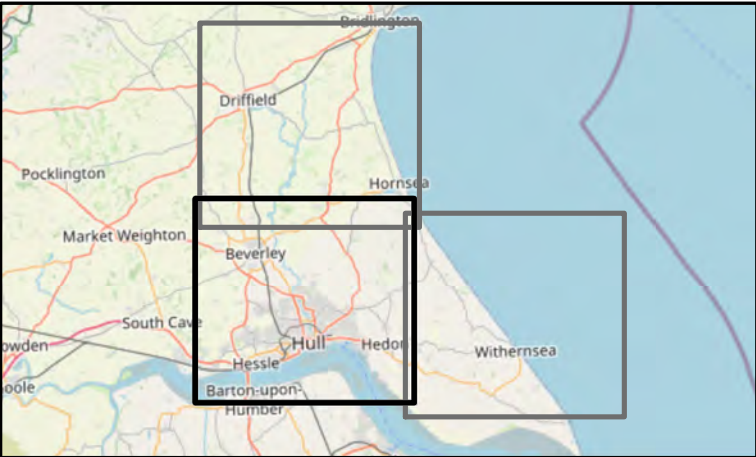 Bridlington
Driffield
Pocklington
Hornsea
Market Weighton
Beverley
South Cave
owden
Hull
Hedon
Withernsea
Hessle
oole
Barton-upon-
Humber